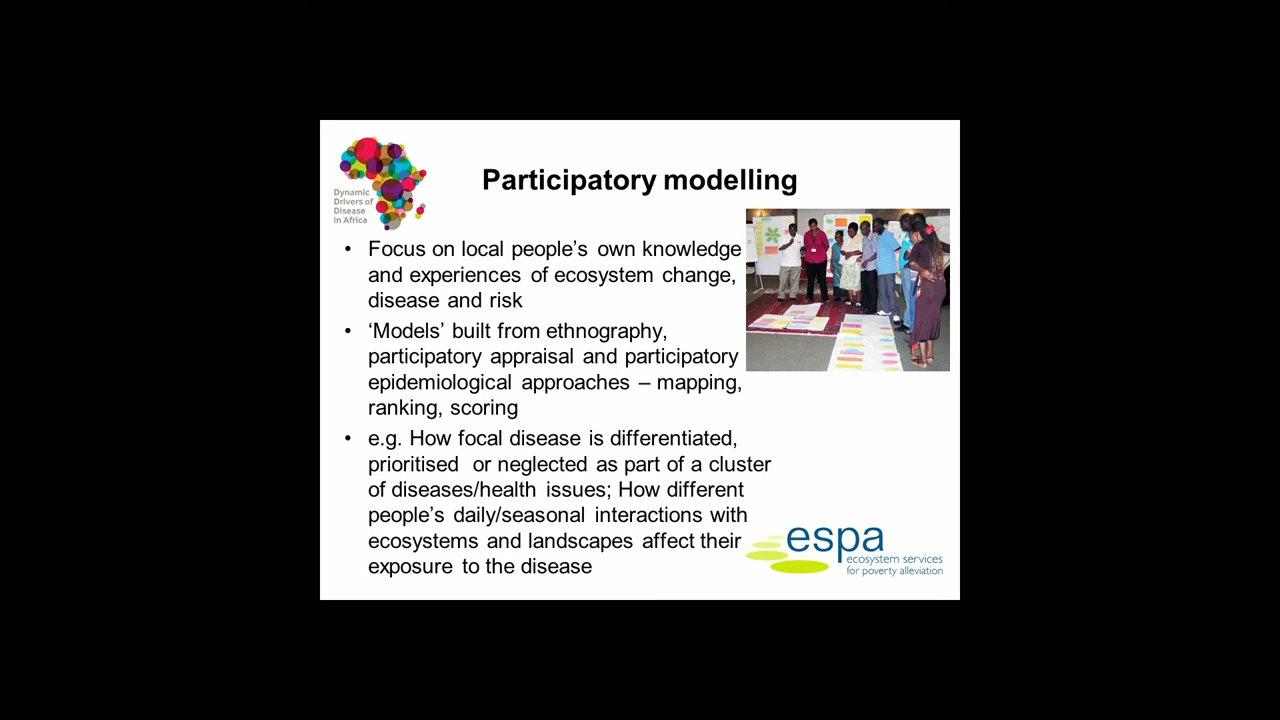 Participatory modelling
Dynamic
Drivers of
Disease
in Africa
• Focus on local people’s own knowledge
and experiences of ecosystem change,
disease and risk
• ‘Models’ built from ethnography,
participatory appraisal and participatory
epidemiological approaches – mapping,
ranking, scoring
• e.g. How focal disease is differentiated,
prioritised or neglected as part of a cluster
of diseases/health issues; How different
people’s daily/seasonal interactions with
ecosystems and landscapes affect their
exposure to the disease
espa
ecosystem services
for poverty alleviation